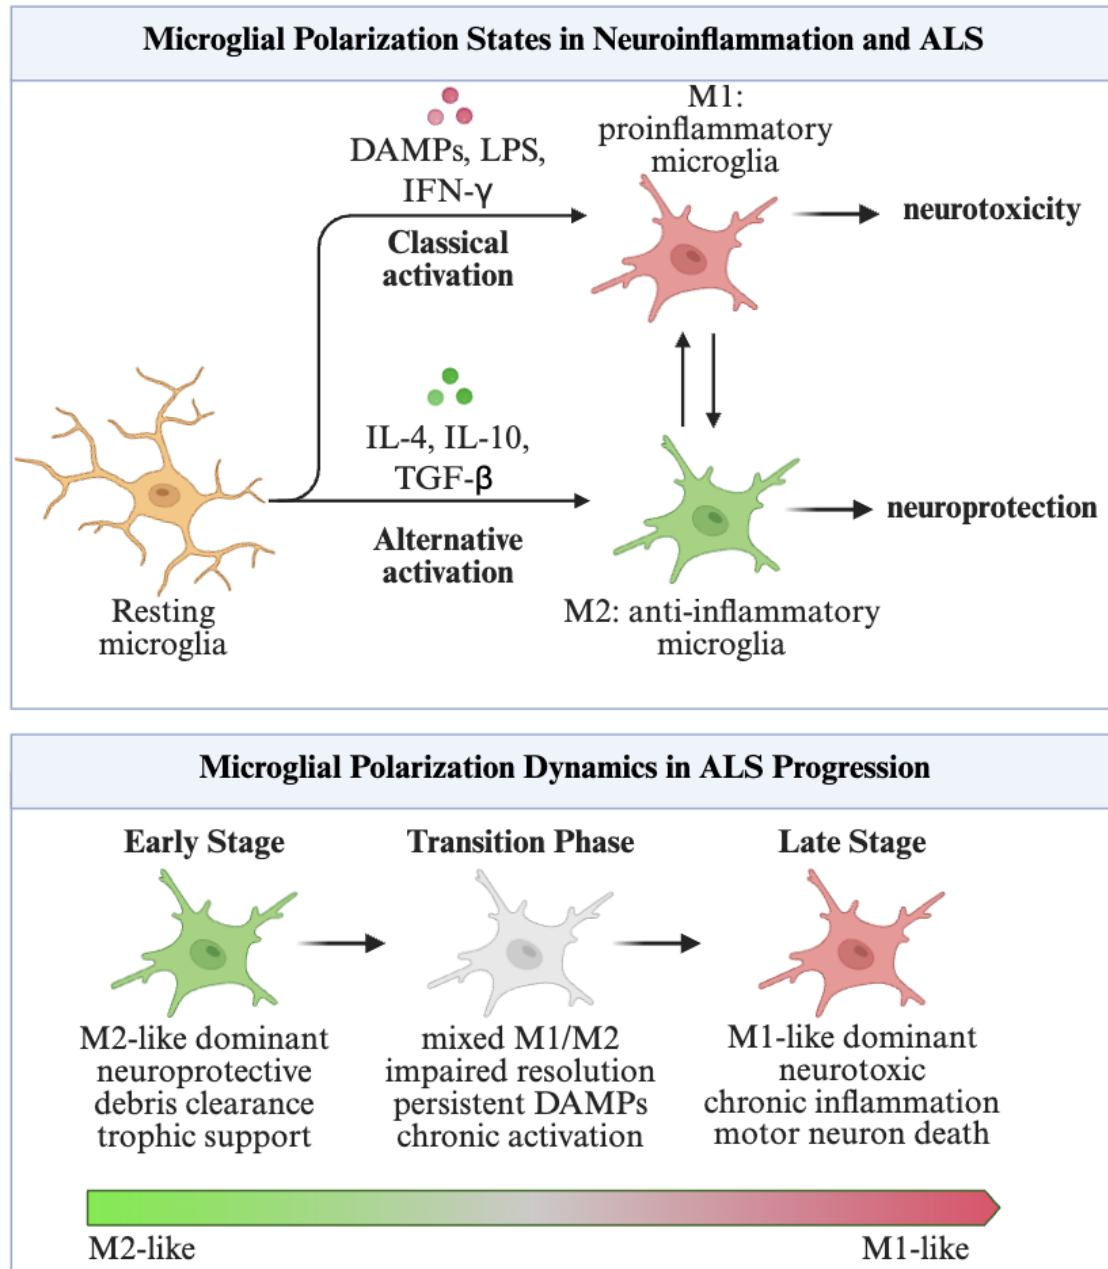 Microglial Polarization States in Neuroinflammation and ALS
DAMPs, LPS,
IFN-γ
Classical
activation
M1:
proinflammatory
microglia
neurotoxicity
IL-4, IL-10,
TGF-β
Alternative
activation
neuroprotection
Resting
microglia
M2: anti-inflammatory
microglia
Microglial Polarization Dynamics in ALS Progression
Early Stage
M2-like dominant
neuroprotective
debris clearance
trophic support
Transition Phase
mixed M1/M2
impaired resolution
persistent DAMPs
chronic activation
Late Stage
M1-like dominant
neurotoxic
chronic inflammation
motor neuron death
M2-like
M1-like